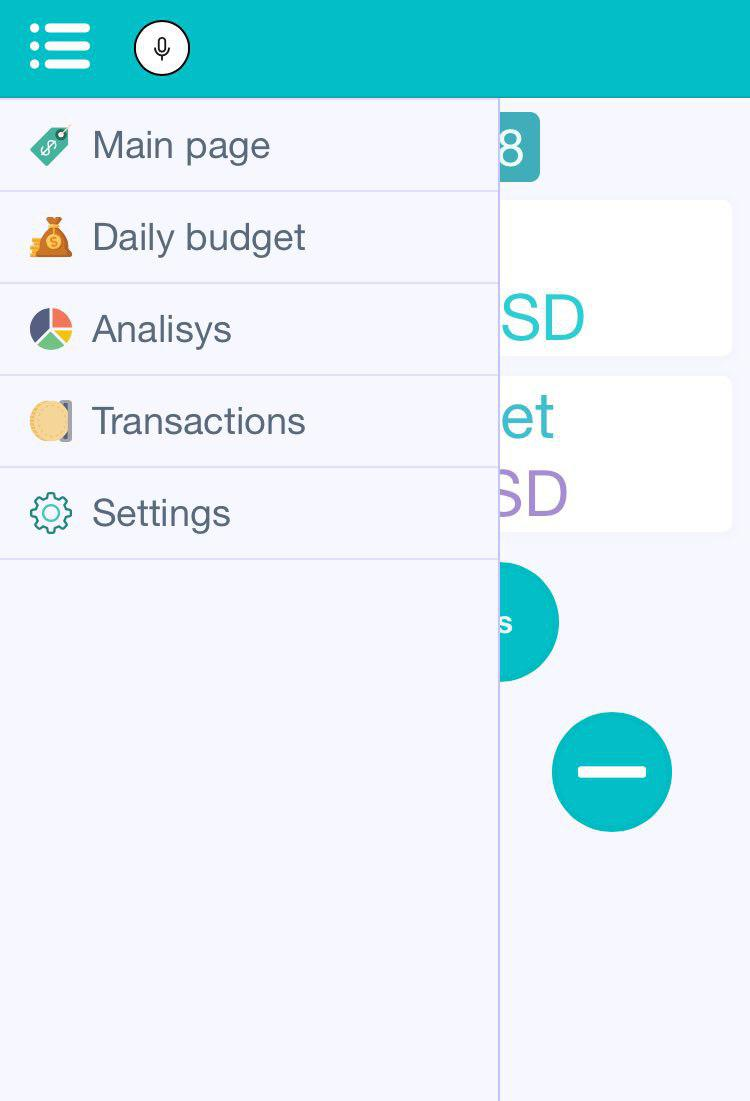 Main page
Daily budget
Analisys
Transactions
Settings
8
SD
et
SD
s